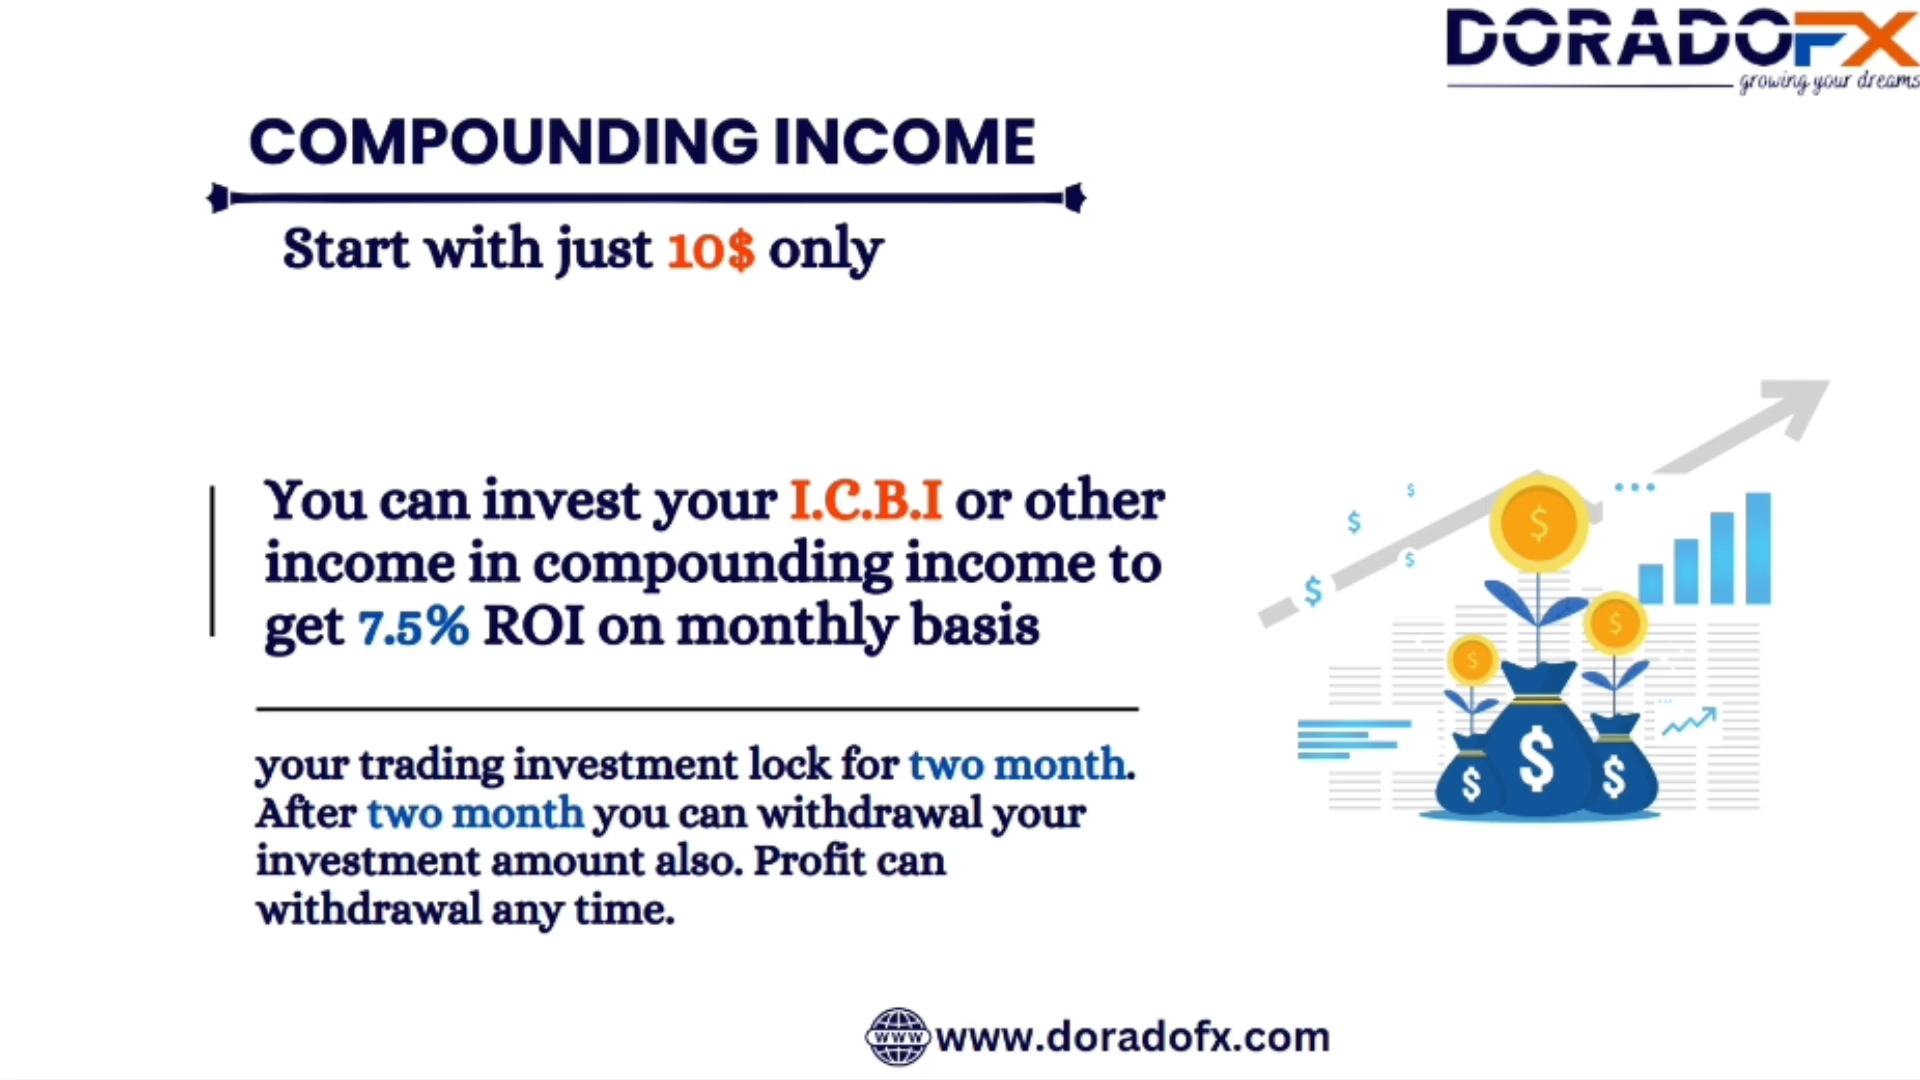 DORADOFX
growing your dreams
COMPOUNDING INCOME
Start with just 10$ only
You can invest your I.C.B.I or other
income in compounding income to
get 7.5% ROI on monthly basis
your trading investment lock for two month.
After two month you can withdrawal your
investment amount also. Profit can
withdrawal any time.
$
$
$
$
$
$
$
$
$
$
WWW
www.doradofx.com